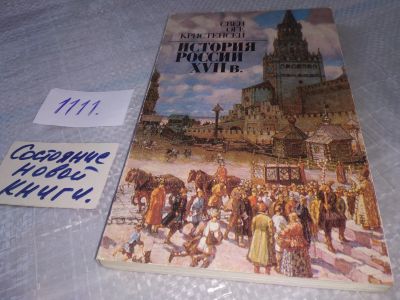 СВЕН
ОГЕ
КРИСТЕНСЕН
ИСТОРИЯ
РОССИИ
XVII в.
1111.
Состояние
новой
книги.